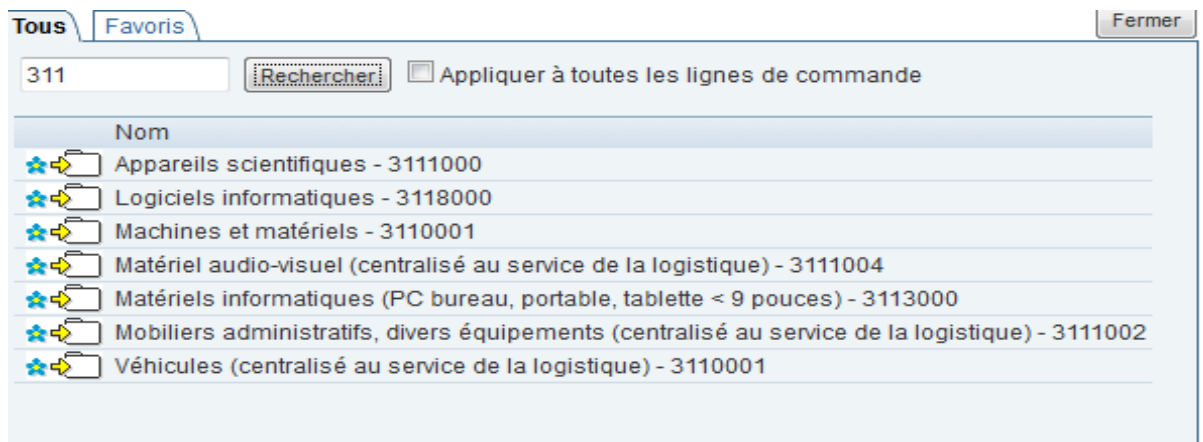 Tous Favoris Fermer
311 Rechercher Appliquer à toutes les lignes de commande
Nom
Appareils scientifiques - 3111000
Logiciels informatiques - 3118000
Machines et matériels - 3110001
Matériel audio-visuel (centralisé au service de la logistique) - 3111004
Matériels informatiques (PC bureau, portable, tablette < 9 pouces) - 3113000
Mobiliers administratifs, divers équipements (centralisé au service de la logistique) - 3111002
Véhicules (centralisé au service de la logistique) - 3110001